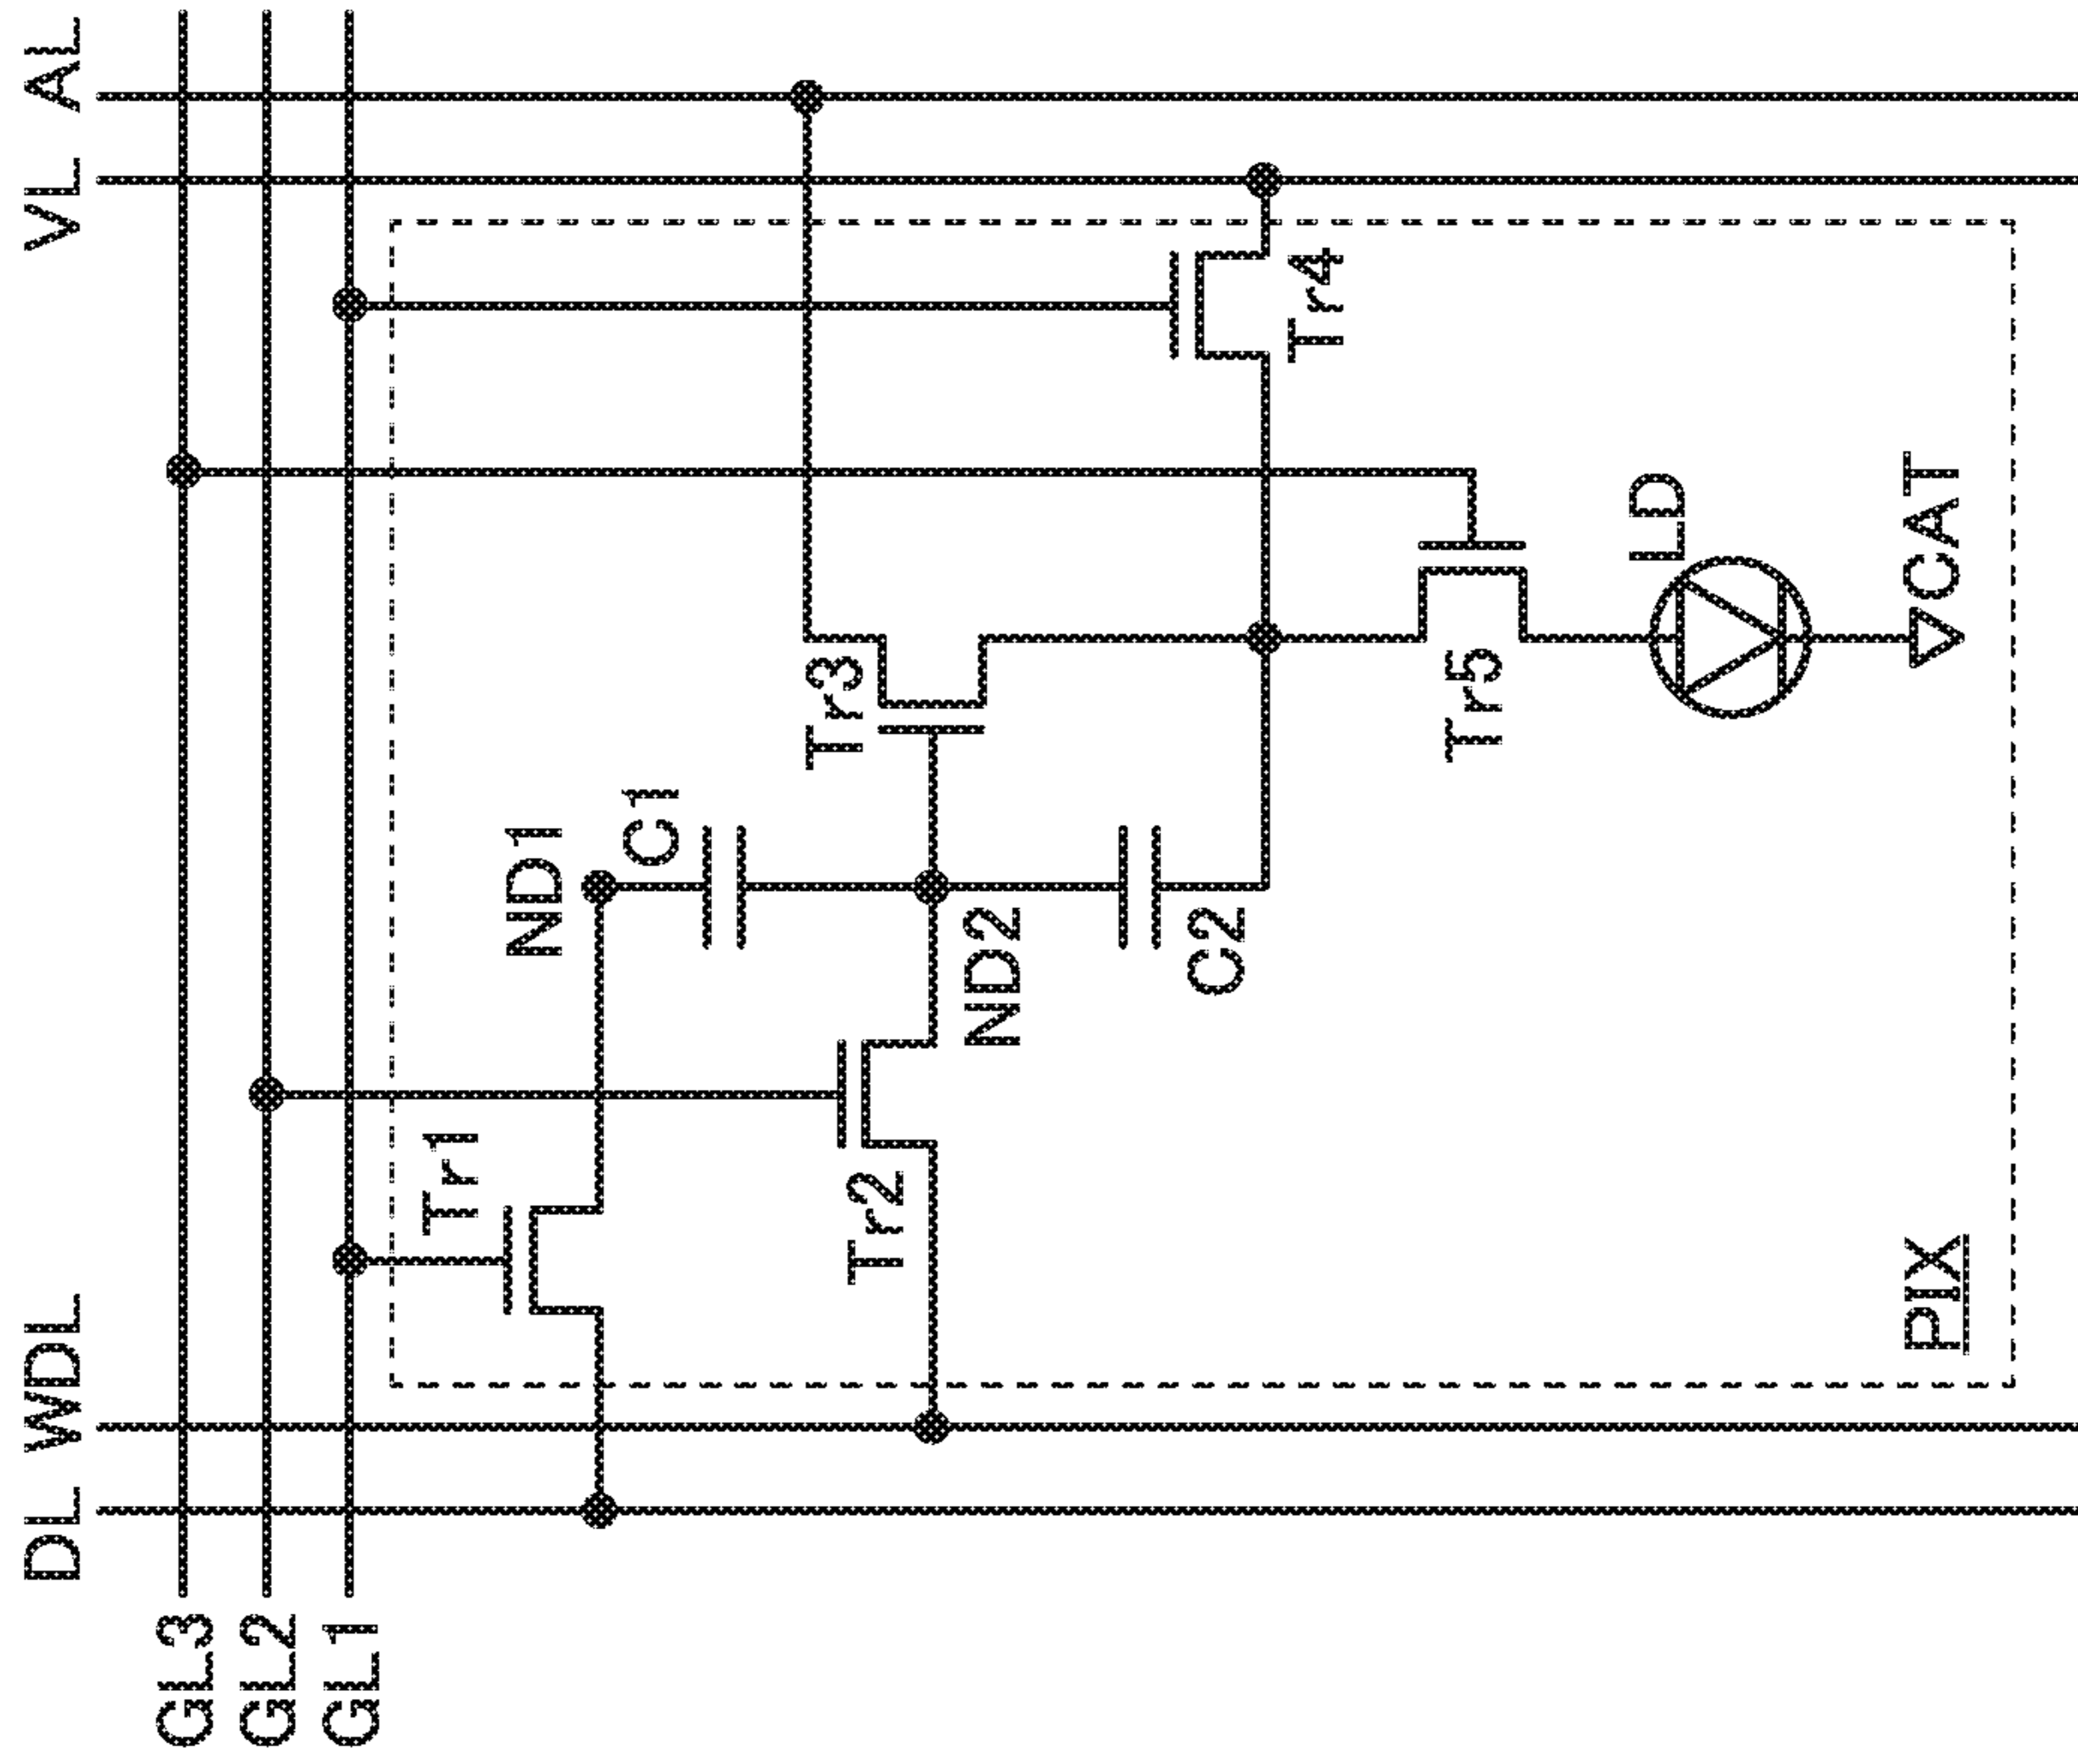 DL WDL VL AL
GL3
GL2
GL1
Tr1
ND1
C1
Tr2
Tr3
ND2
C2
Tr4
Tr5
LD
PIX
CAT